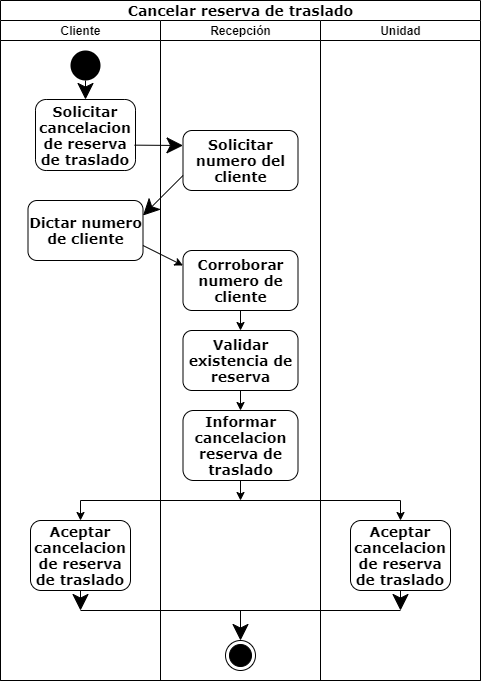 Cancelar reserva de traslado
Cliente
Recepción
Unidad
Solicitar
cancelacion
de reserva
de traslado
Solicitar
numero del
cliente
Dictar numero
de cliente
Corroborar
numero de
cliente
Validar
existencia de
reserva
Informar
cancelacion
reserva de
traslado
Aceptar
cancelacion
de reserva
de traslado
Aceptar
cancelacion
de reserva
de traslado